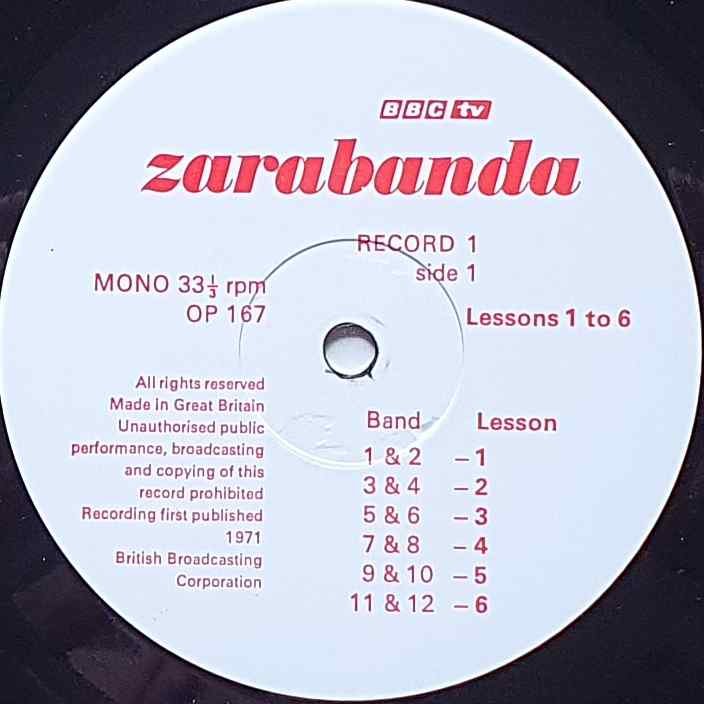 BBC tv
zarabanda
RECORD 1
side 1
MONO 33⅓ rpm
OP 167
Lessons 1 to 6
All rights reserved
Made in Great Britain
Unauthorised public
performance, broadcasting
and copying of this
record prohibited
Recording first published
1971
British Broadcasting
Corporation
Band Lesson
1 & 2 – 1
3 & 4 – 2
5 & 6 – 3
7 & 8 – 4
9 & 10 – 5
11 & 12 – 6